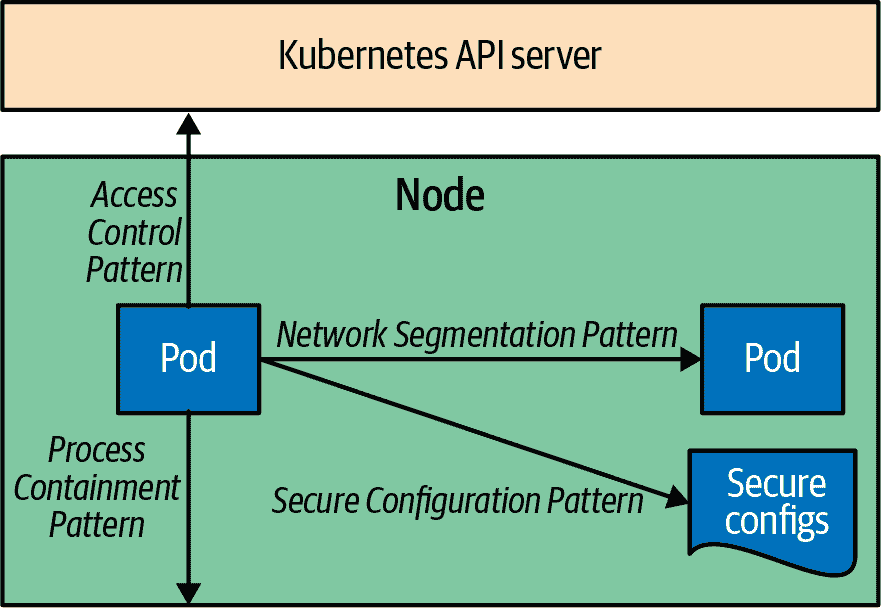 Kubernetes API server
Node
Access
Control
Pattern
Pod
Network Segmentation Pattern
Pod
Process
Containment
Pattern
Secure Configuration Pattern
Secure
configs